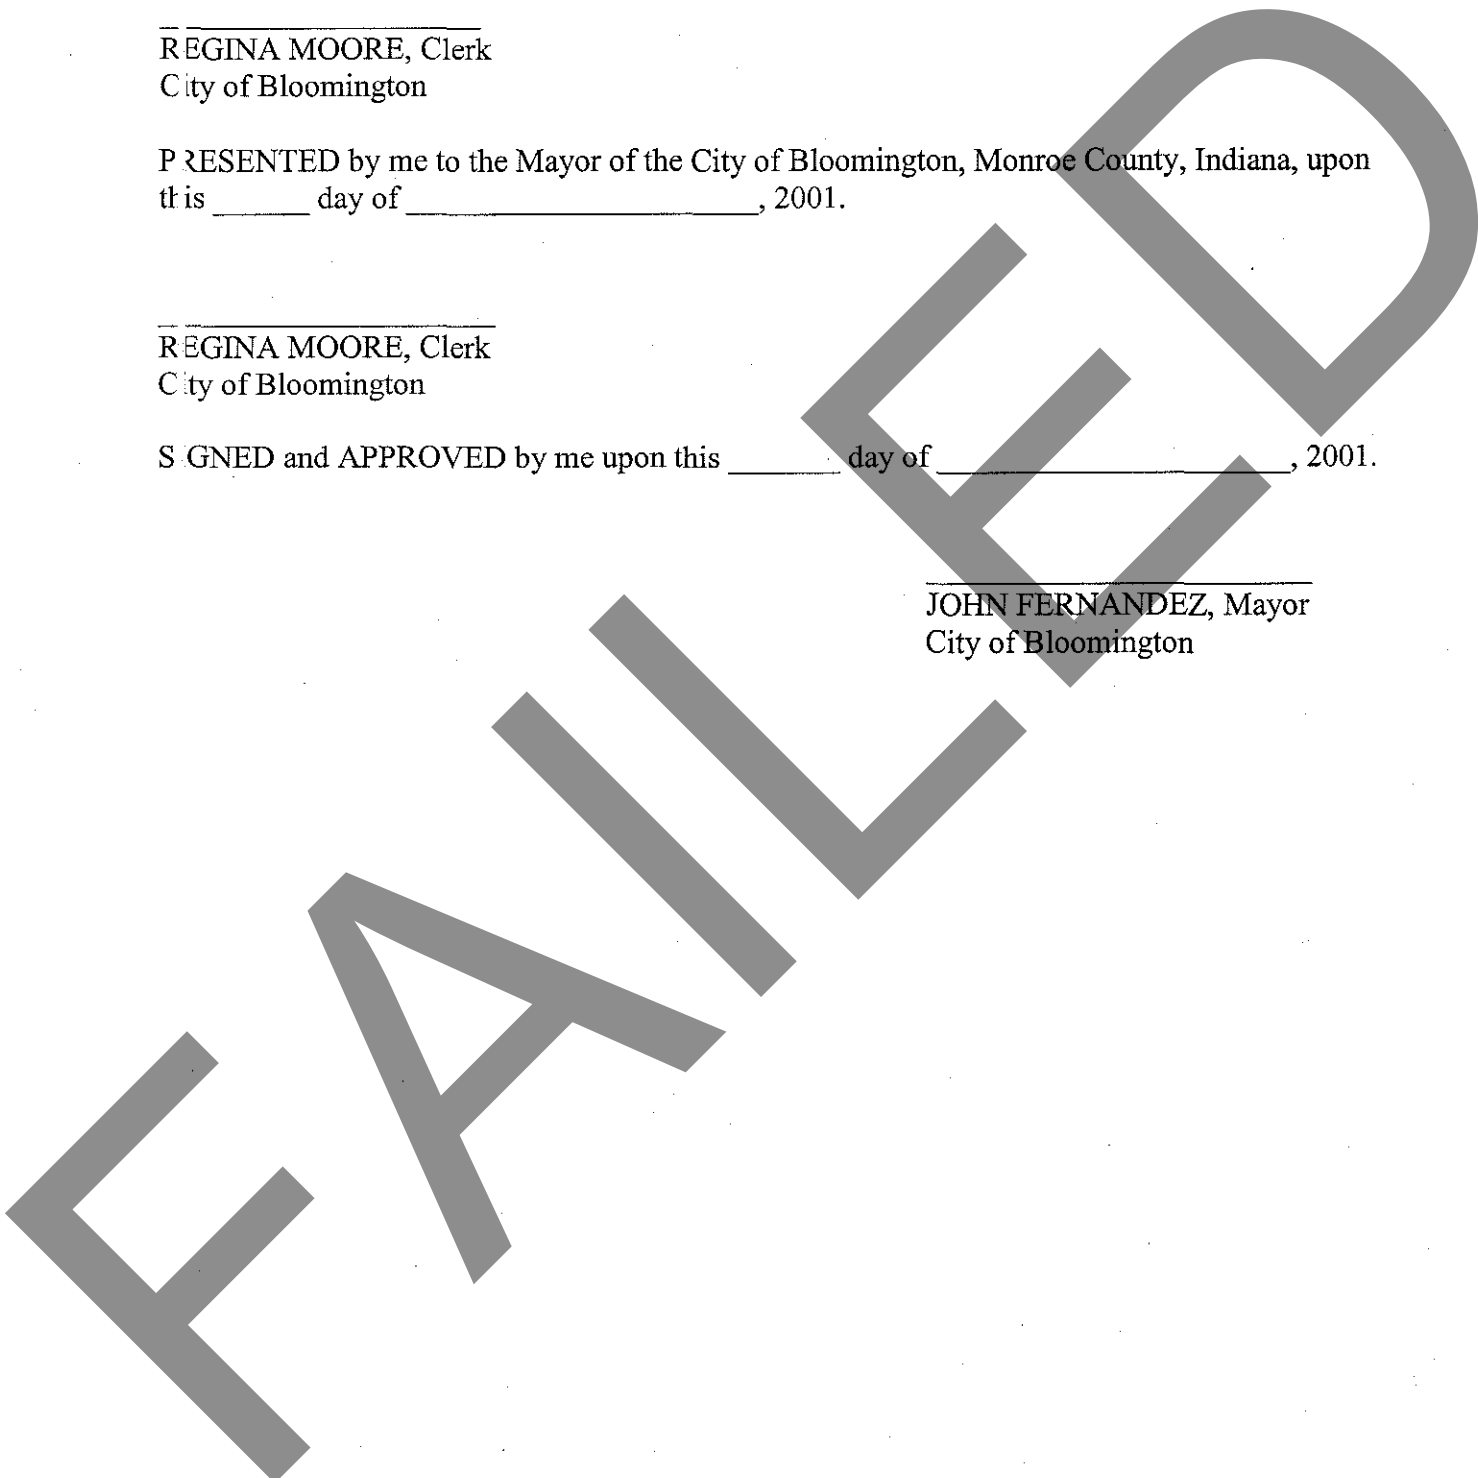 REGINA MOORE, Clerk
City of Bloomington
PRESENTED by me to the Mayor of the City of Bloomington, Monroe County, Indiana, upon
this ______ day of ______________________, 2001.
REGINA MOORE, Clerk
City of Bloomington
SIGNED and APPROVED by me upon this _______ day of ______________________, 2001.
JOHN FERNANDEZ, Mayor
City of Bloomington
FAILED